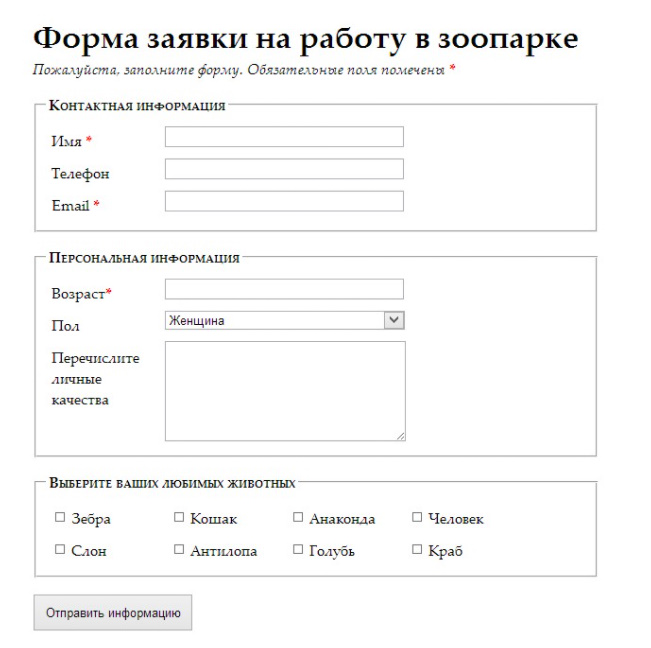 Форма заявки на работу в зоопарке
Пожалуйста, заполните форму. Обязательные поля помечены *
Контактная информация
Имя *
Телефон
Email *
Персональная информация
Возраст*
Пол Женщина
Перечислите
личные
качества
Выберите ваших любимых животных
Зебра Кошак Анаконда Человек
Слон Антилопа Голубь Краб
Отправить информацию